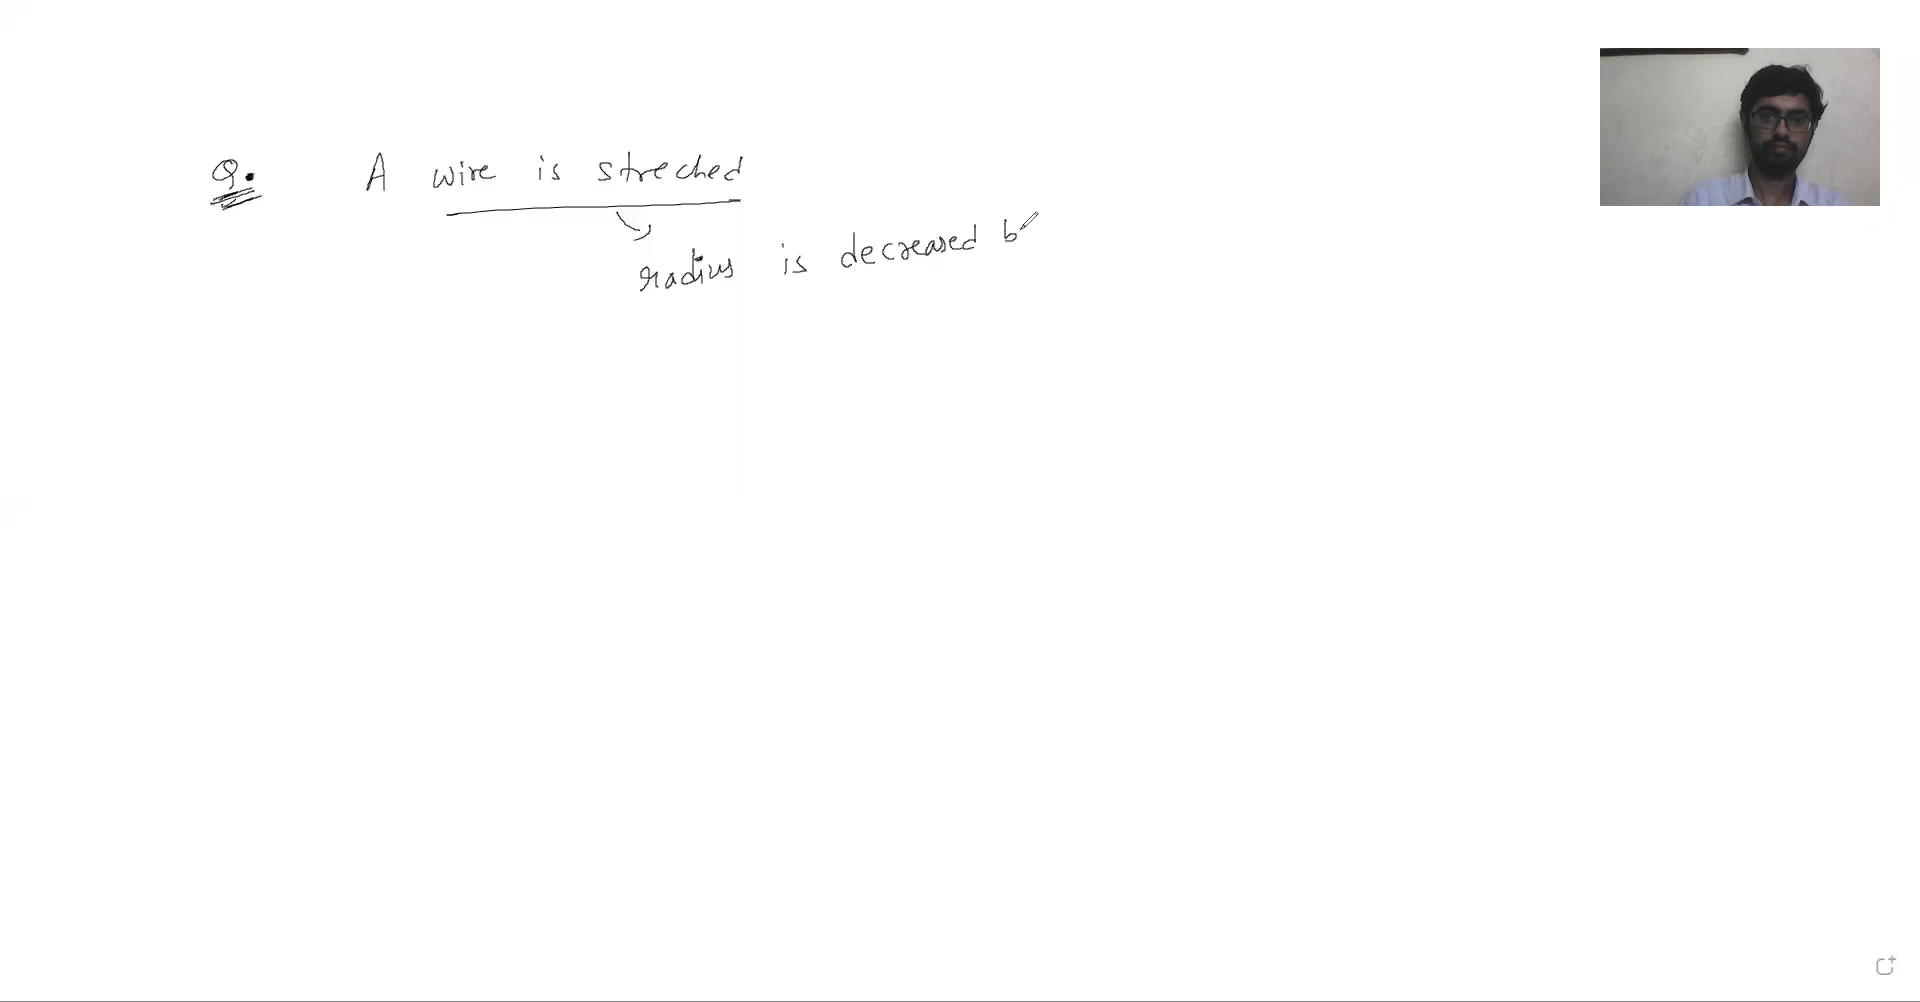 Q. A wire is streched
radius is decreased b